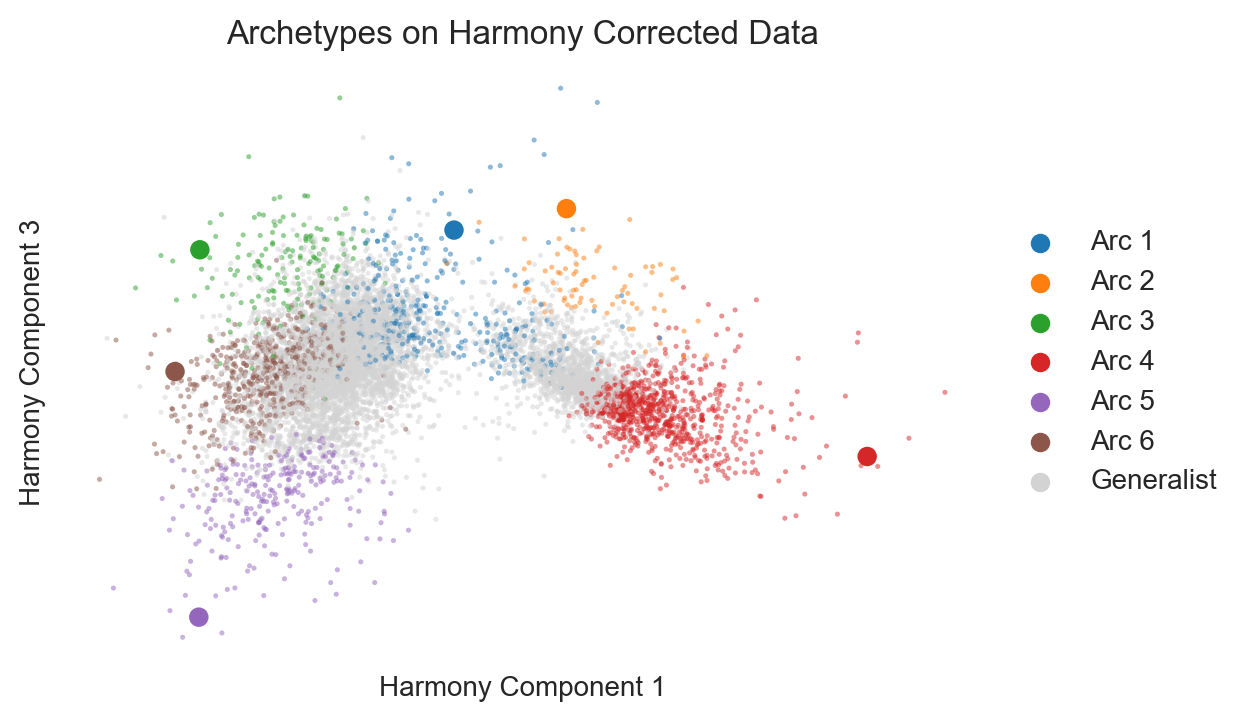 Archetypes on Harmony Corrected Data
Harmony Component 3
Harmony Component 1
Arc 1
Arc 2
Arc 3
Arc 4
Arc 5
Arc 6
Generalist